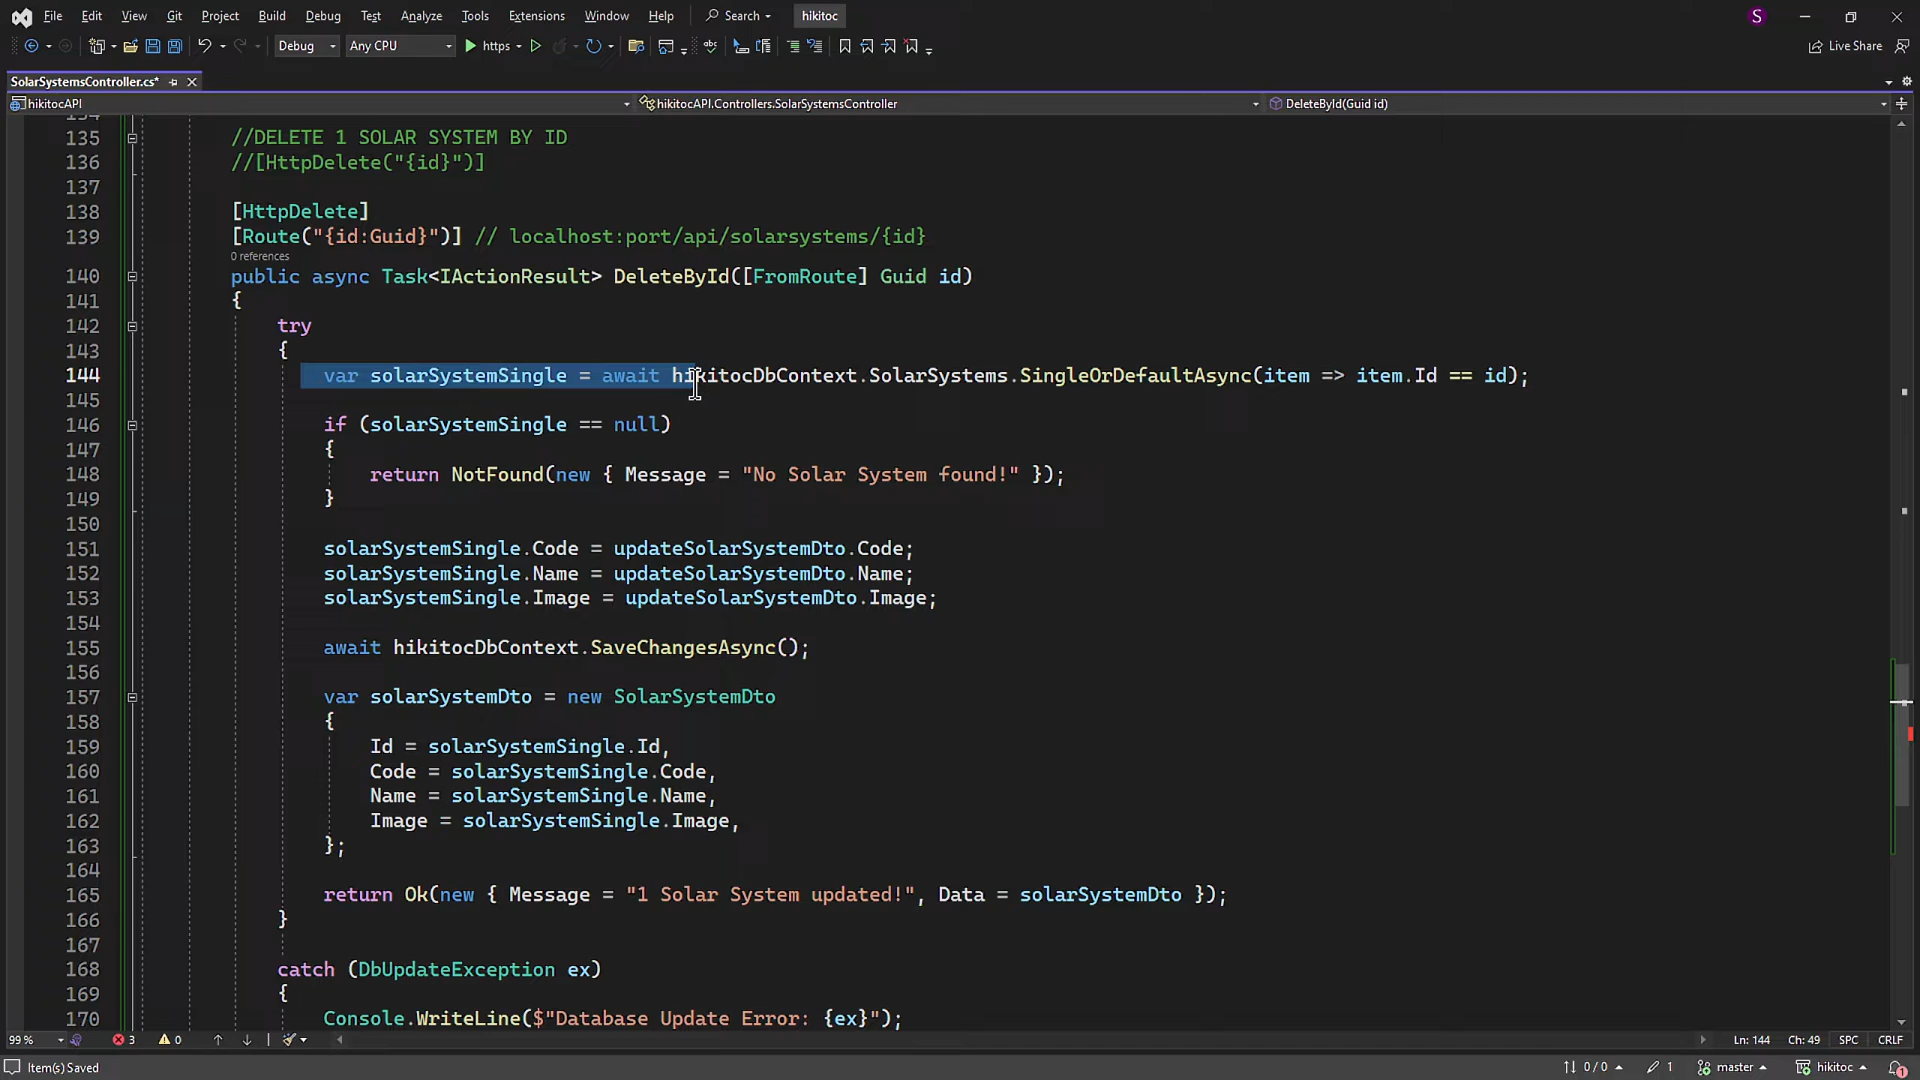 File Edit View Git Project Build Debug Test Analyze Tools Extensions Window Help Search hikitoc S
Debug Any CPU https Live Share
SolarSystemsController.cs*
hikitocAPI hikitocAPI.Controllers.SolarSystemsController DeleteById(Guid id)
135 //DELETE 1 SOLAR SYSTEM BY ID
136 //[HttpDelete("{id}")]
137
138 [HttpDelete]
139 [Route("{id:Guid}")] // localhost:port/api/solarsystems/{id}
0 references
140 public async Task<IActionResult> DeleteById([FromRoute] Guid id)
141 {
142 try
143 {
144 var solarSystemSingle = await hikitocDbContext.SolarSystems.SingleOrDefaultAsync(item => item.Id == id);
145
146 if (solarSystemSingle == null)
147 {
148 return NotFound(new { Message = "No Solar System found!" });
149 }
150
151 solarSystemSingle.Code = updateSolarSystemDto.Code;
152 solarSystemSingle.Name = updateSolarSystemDto.Name;
153 solarSystemSingle.Image = updateSolarSystemDto.Image;
154
155 await hikitocDbContext.SaveChangesAsync();
156
157 var solarSystemDto = new SolarSystemDto
158 {
159 Id = solarSystemSingle.Id,
160 Code = solarSystemSingle.Code,
161 Name = solarSystemSingle.Name,
162 Image = solarSystemSingle.Image,
163 };
164
165 return Ok(new { Message = "1 Solar System updated!", Data = solarSystemDto });
166 }
167
168 catch (DbUpdateException ex)
169 {
170 Console.WriteLine($"Database Update Error: {ex}");
99 % 3 0 Ln: 144 Ch: 49 SPC CRLF
Item(s) Saved 0 / 0 1 master hikitoc 1